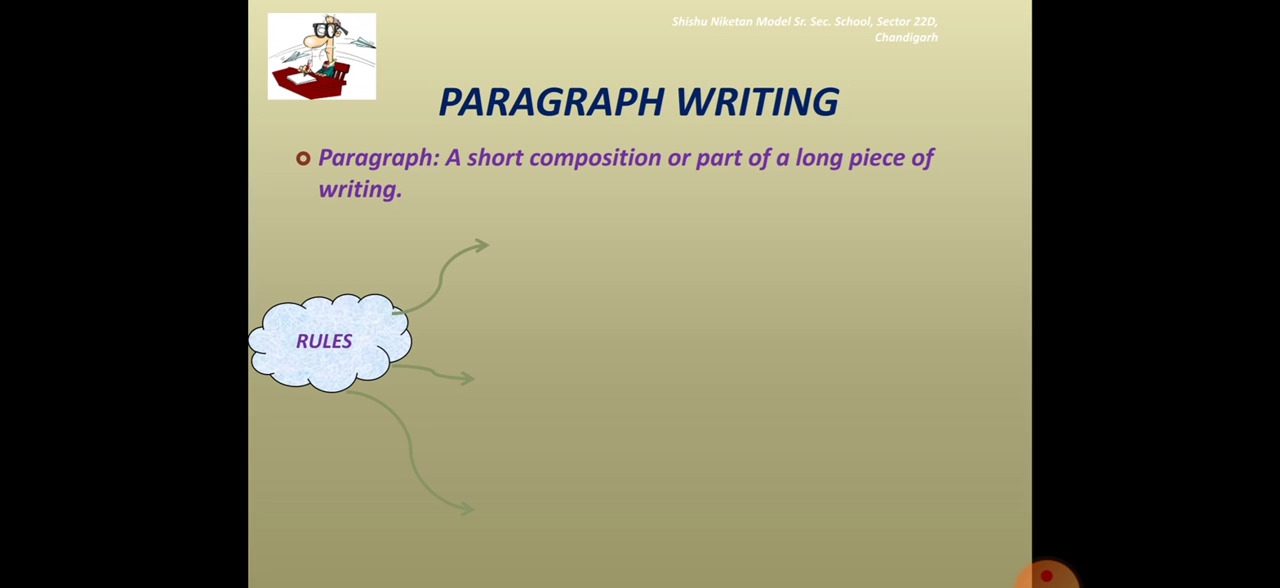 Shishu Niketan Model Sr. Sec. School, Sector 22D,
Chandigarh
PARAGRAPH WRITING
Paragraph: A short composition or part of a long piece of
writing.
RULES